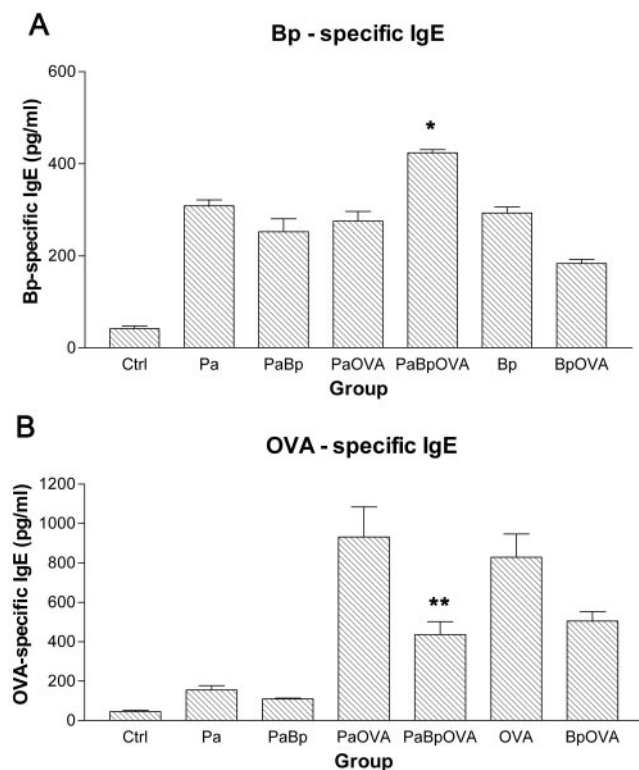 A
Bp - specific IgE
Bp-specific IgE (pg/ml)
600
400
200
0
*
Ctrl Pa PaBp PaOVA PaBpOVA Bp BpOVA
Group
B
OVA - specific IgE
OVA-specific IgE (pg/ml)
1200
1000
800
600
400
200
0
**
Ctrl Pa PaBp PaOVA PaBpOVA OVA BpOVA
Group